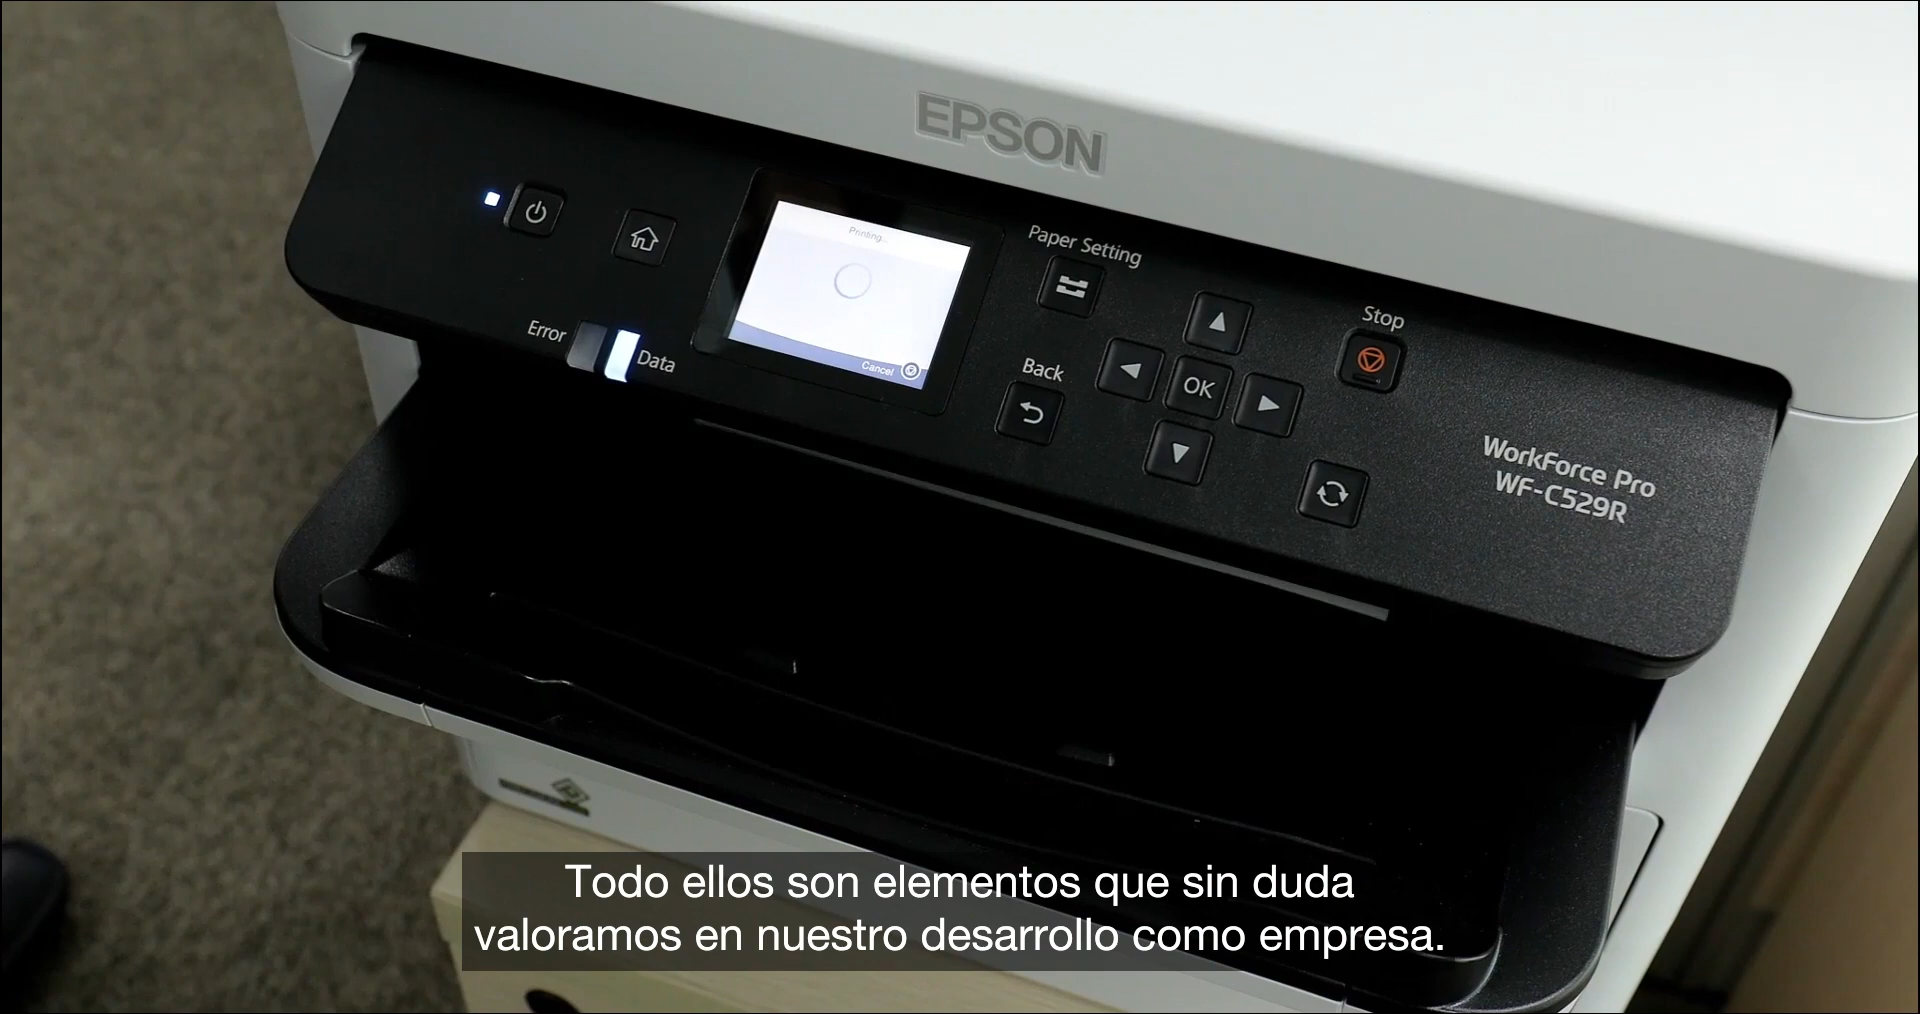 EPSON
Printing...
Cancel
Paper Setting
Stop
Error
Data
Back
OK
WorkForce Pro
WF-C529R
Todo ellos son elementos que sin duda
valoramos en nuestro desarrollo como empresa.